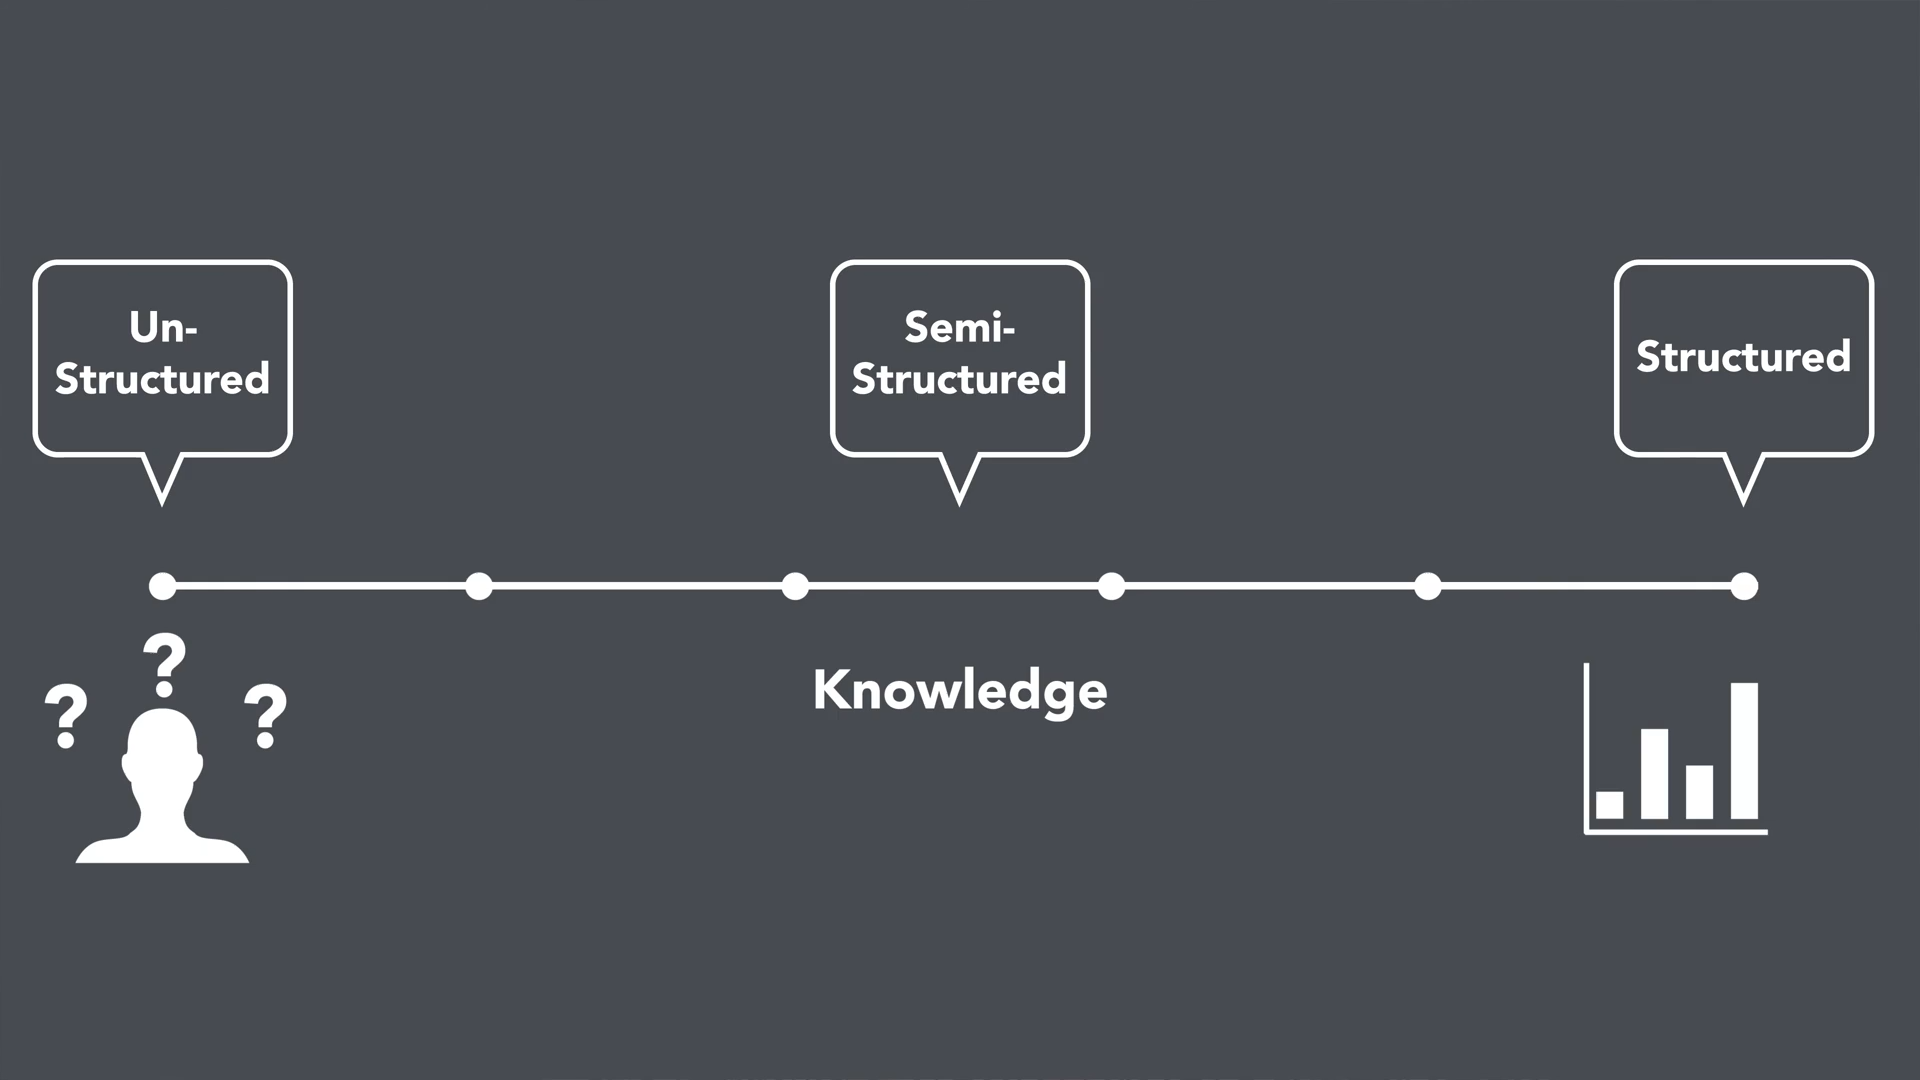 Un-
Structured
Semi-
Structured
Structured
?
?
?
Knowledge